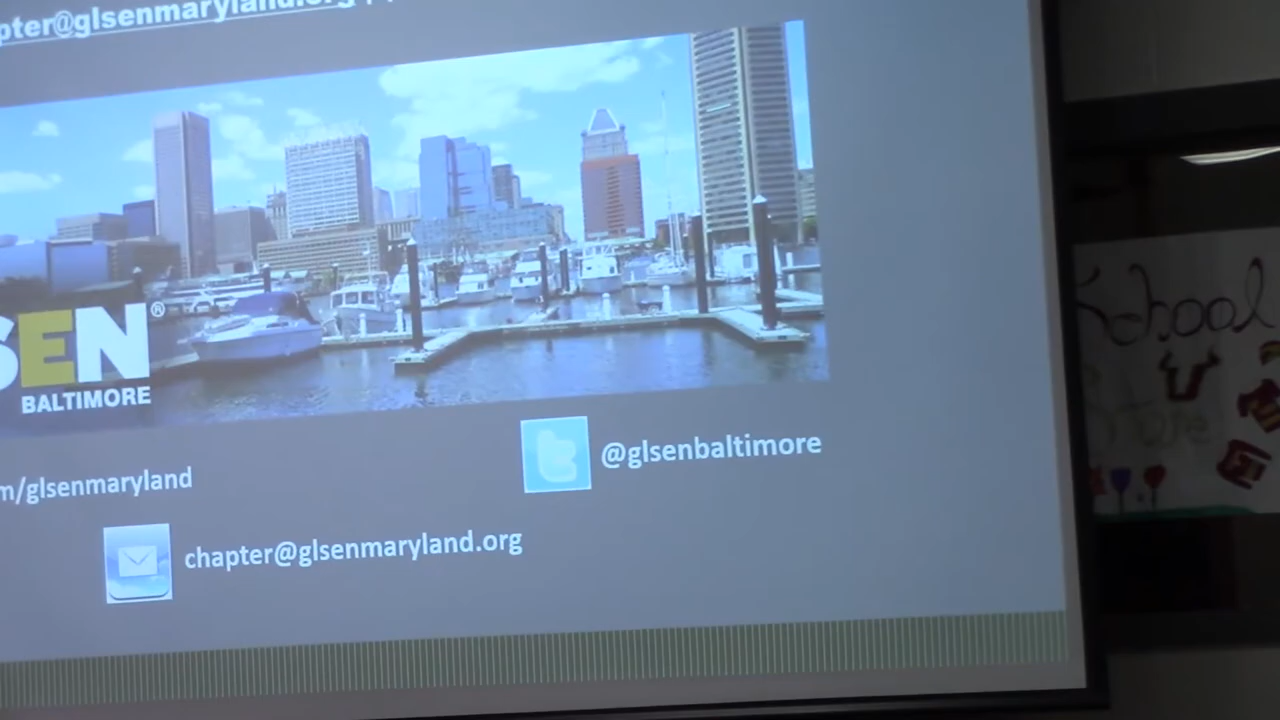 pter@glsenmaryland.org
SEN®
BALTIMORE
m/glsenmaryland
@glsenbaltimore
chapter@glsenmaryland.org
School